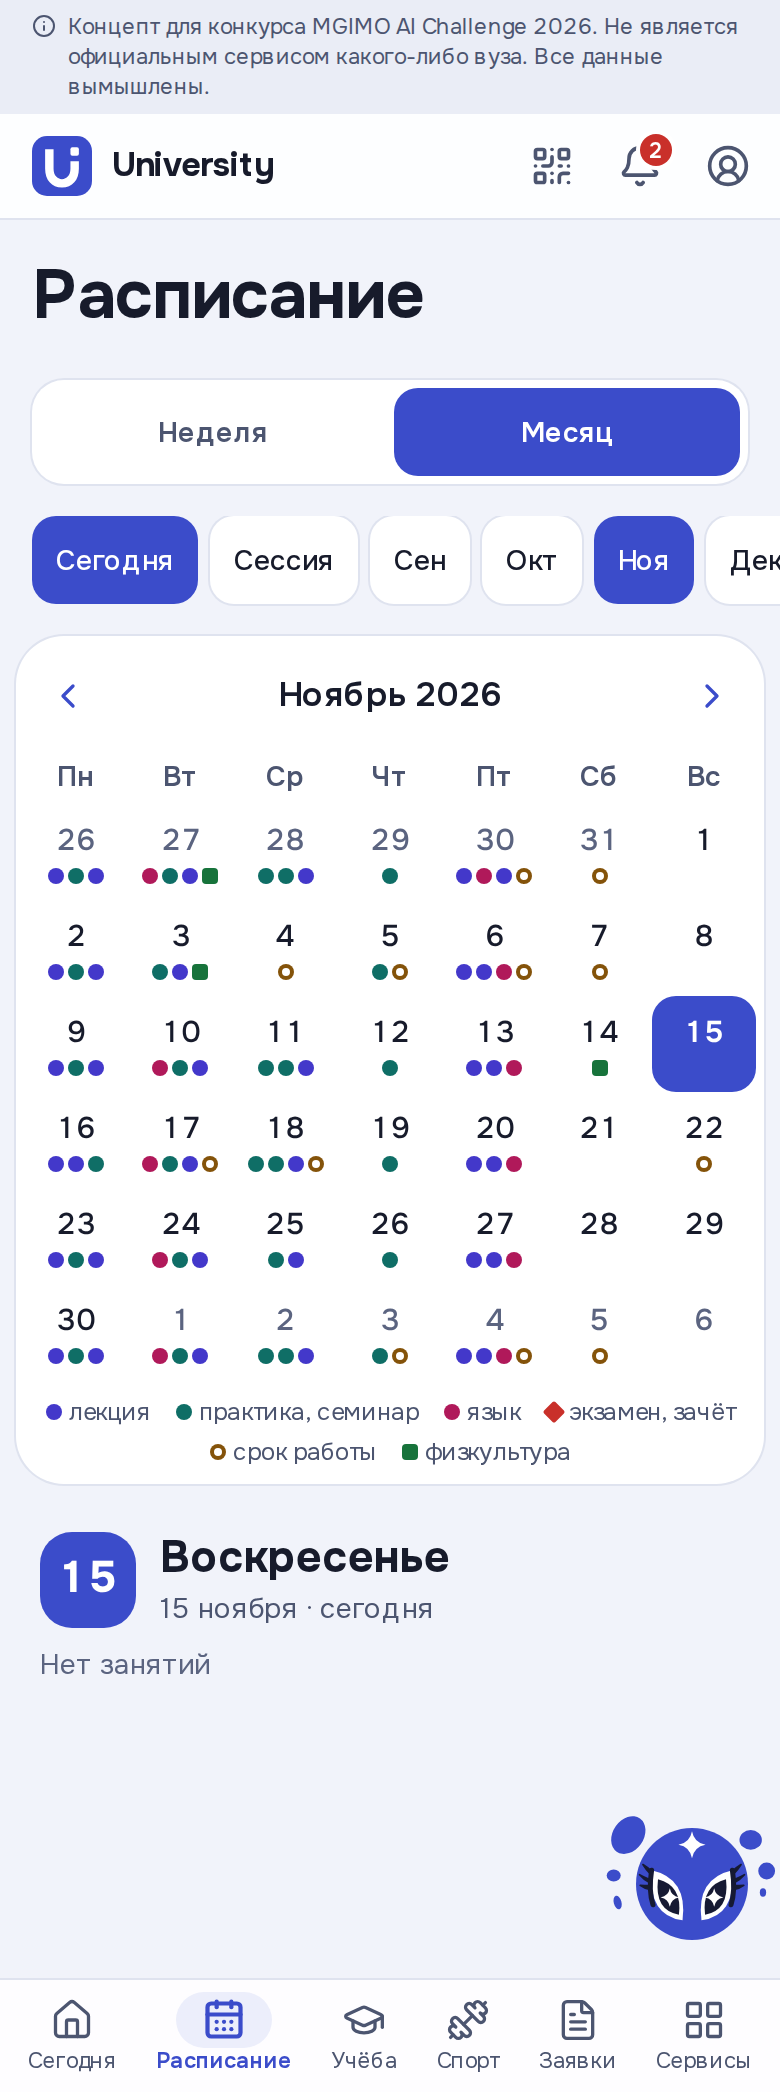 Концепт для конкурса MGIMO AI Challenge 2026. Не является
официальным сервисом какого-либо вуза. Все данные
вымышлены.
University
2
Расписание
Неделя Месяц
Сегодня Сессия Сен Окт Ноя Дек
Ноябрь 2026
Пн Вт Ср Чт Пт Сб Вс
26 27 28 29 30 31 1
2 3 4 5 6 7 8
9 10 11 12 13 14 15
16 17 18 19 20 21 22
23 24 25 26 27 28 29
30 1 2 3 4 5 6
лекция практика, семинар язык экзамен, зачёт
срок работы физкультура
15 Воскресенье
15 ноября · сегодня
Нет занятий
Сегодня Расписание Учёба Спорт Заявки Сервисы